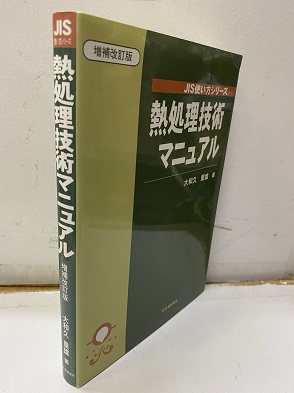 JIS
使い方シリーズ
熱処理技術マニュアル
増補改訂版
大和久 重雄 著
増補改訂版
JIS使い方シリーズ
熱処理技術
マニュアル
大和久 重雄 著